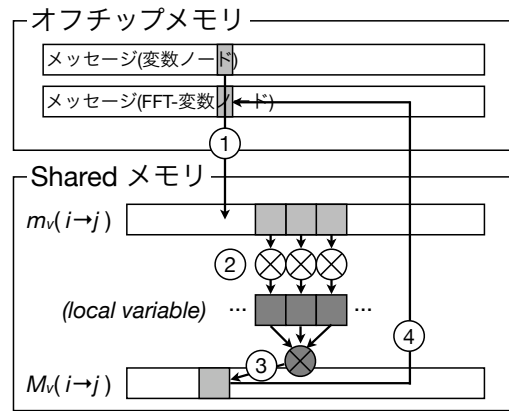 オフチップメモリ
メッセージ(変数ノード)
メッセージ(FFT-変数ノード)
1
Shared メモリ
mv( i→j )
2
(local variable) ... ...
4
3
Mv( i→j )